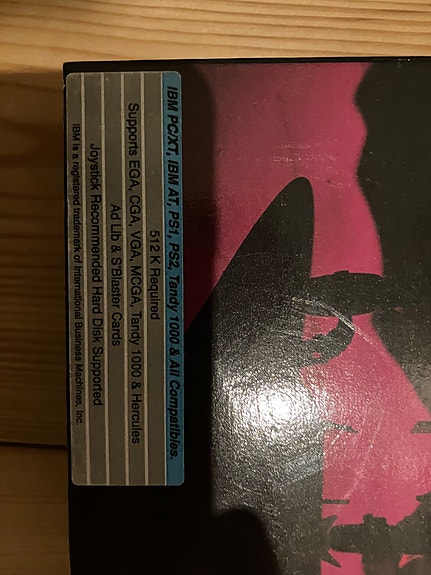 IBM PC/XT, IBM AT, PS1, PS2, Tandy 1000 & All Compatibles.
512 K Required
Supports EGA, CGA, VGA, MCGA, Tandy 1000 & Hercules
Ad Lib & S'Blaster Cards
Joystick Recommended Hard Disk Supported
IBM is a registered trademark of International Business Machines, Inc.